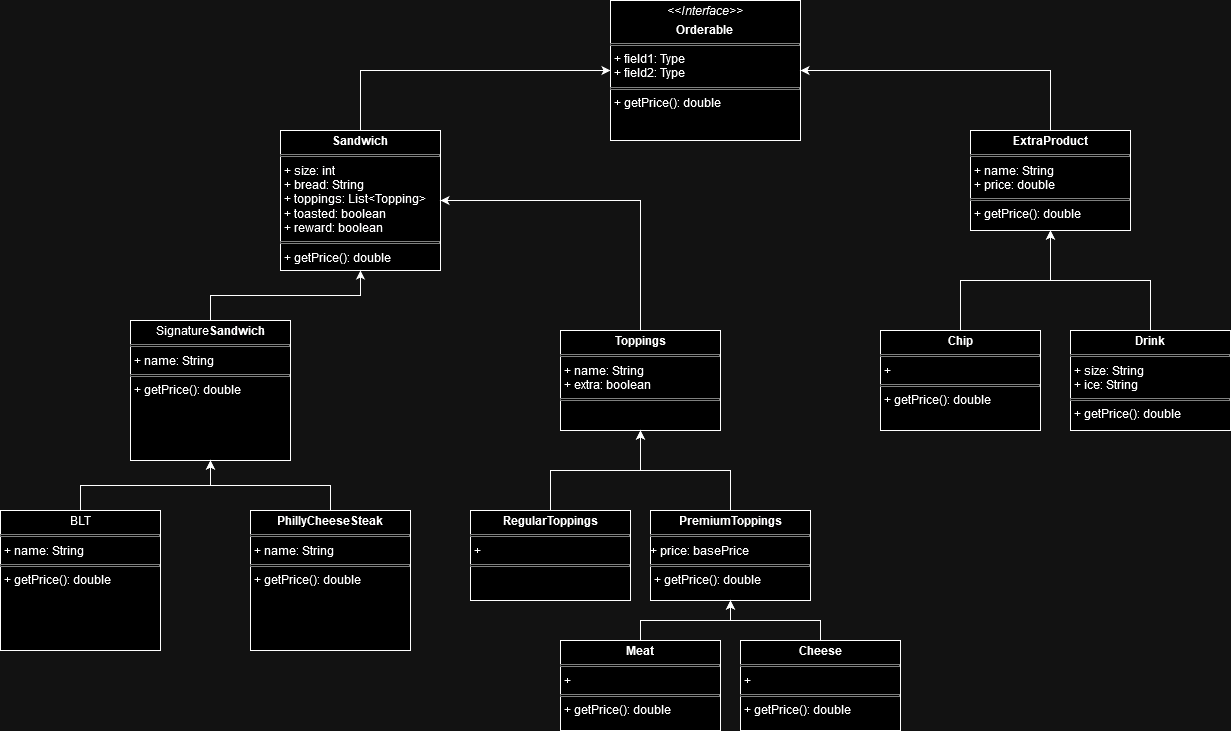 <<Interface>>
Orderable
+ field1: Type
+ field2: Type
+ getPrice(): double
Sandwich
+ size: int
+ bread: String
+ toppings: List<Topping>
+ toasted: boolean
+ reward: boolean
+ getPrice(): double
ExtraProduct
+ name: String
+ price: double
+ getPrice(): double
SignatureSandwich
+ name: String
+ getPrice(): double
Toppings
+ name: String
+ extra: boolean
Chip
+
+ getPrice(): double
Drink
+ size: String
+ ice: String
+ getPrice(): double
BLT
+ name: String
+ getPrice(): double
PhillyCheeseSteak
+ name: String
+ getPrice(): double
RegularToppings
+
PremiumToppings
+ price: basePrice
+ getPrice(): double
Meat
+
+ getPrice(): double
Cheese
+
+ getPrice(): double